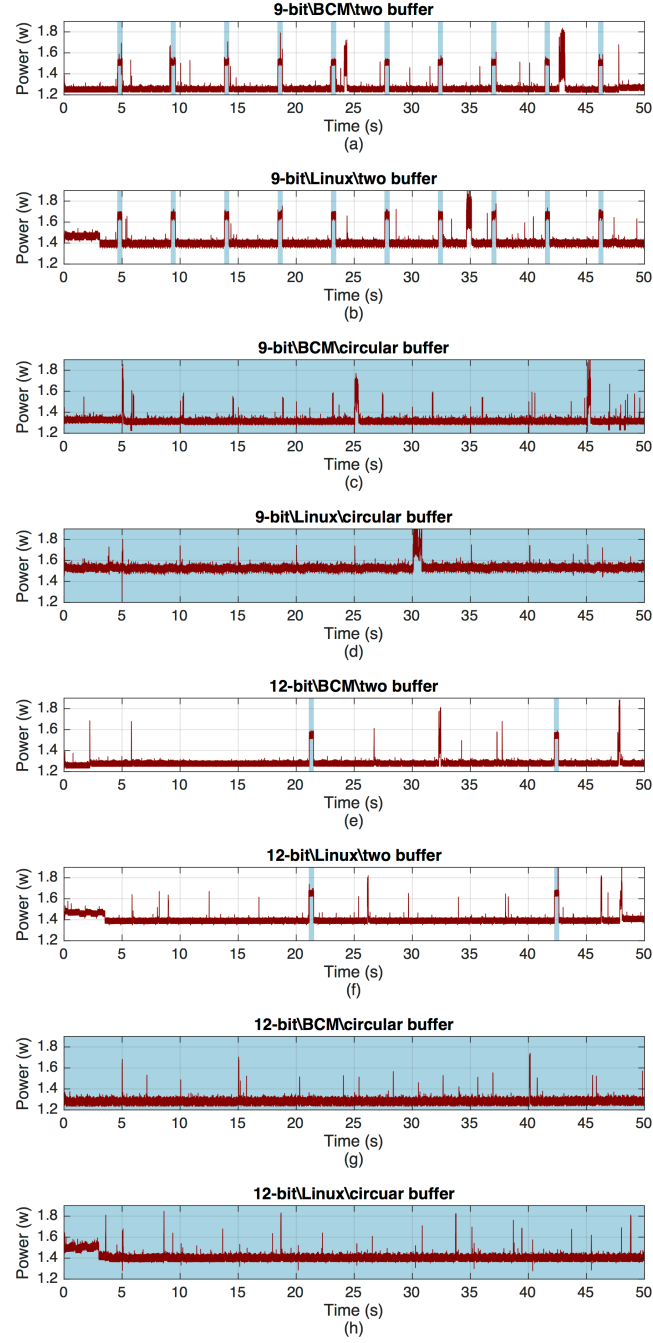 9-bit\BCM\two buffer
Power (w)
1.8
1.6
1.4
1.2
0 5 10 15 20 25 30 35 40 45 50
Time (s)
(a)
9-bit\Linux\two buffer
Power (w)
1.8
1.6
1.4
1.2
0 5 10 15 20 25 30 35 40 45 50
Time (s)
(b)
9-bit\BCM\circular buffer
Power (w)
1.8
1.6
1.4
1.2
0 5 10 15 20 25 30 35 40 45 50
Time (s)
(c)
9-bit\Linux\circular buffer
Power (w)
1.8
1.6
1.4
1.2
0 5 10 15 20 25 30 35 40 45 50
Time (s)
(d)
12-bit\BCM\two buffer
Power (w)
1.8
1.6
1.4
1.2
0 5 10 15 20 25 30 35 40 45 50
Time (s)
(e)
12-bit\Linux\two buffer
Power (w)
1.8
1.6
1.4
1.2
0 5 10 15 20 25 30 35 40 45 50
Time (s)
(f)
12-bit\BCM\circular buffer
Power (w)
1.8
1.6
1.4
1.2
0 5 10 15 20 25 30 35 40 45 50
Time (s)
(g)
12-bit\Linux\circuar buffer
Power (w)
1.8
1.6
1.4
1.2
0 5 10 15 20 25 30 35 40 45 50
Time (s)
(h)